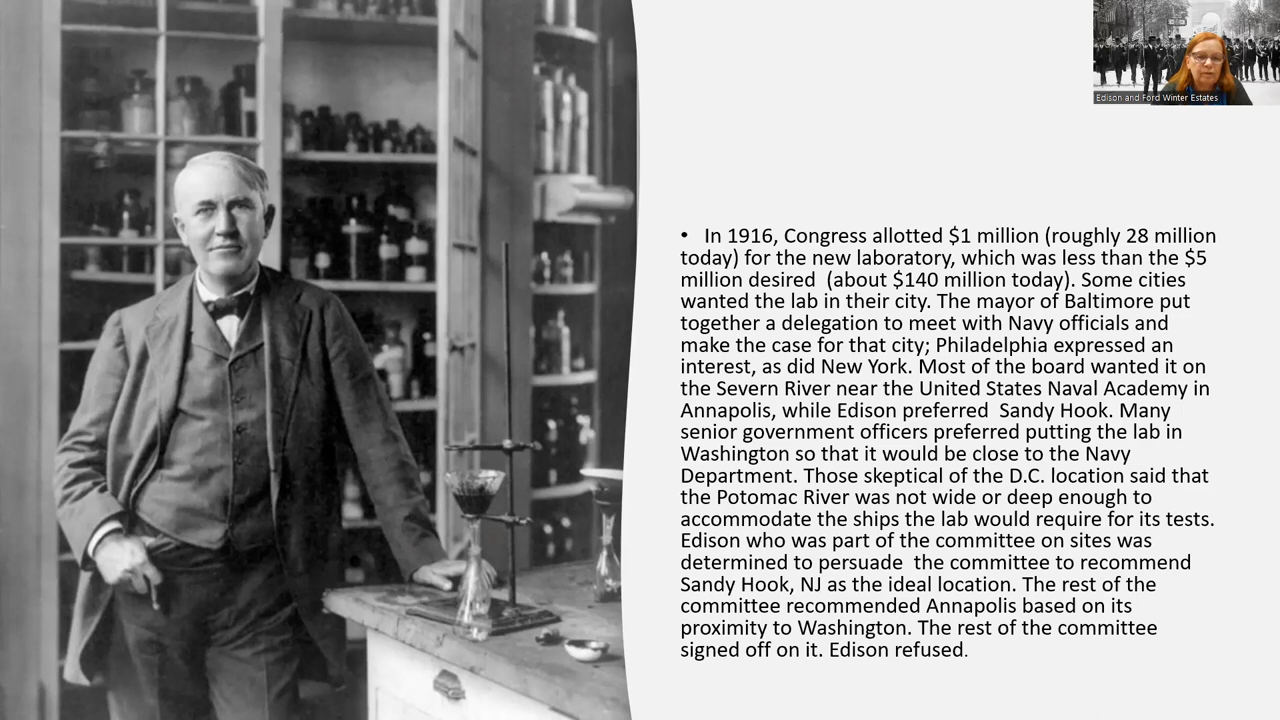 Edison and Ford Winter Estates
• In 1916, Congress allotted $1 million (roughly 28 million
today) for the new laboratory, which was less than the $5
million desired  (about $140 million today). Some cities
wanted the lab in their city. The mayor of Baltimore put
together a delegation to meet with Navy officials and
make the case for that city; Philadelphia expressed an
interest, as did New York. Most of the board wanted it on
the Severn River near the United States Naval Academy in
Annapolis, while Edison preferred  Sandy Hook. Many
senior government officers preferred putting the lab in
Washington so that it would be close to the Navy
Department. Those skeptical of the D.C. location said that
the Potomac River was not wide or deep enough to
accommodate the ships the lab would require for its tests.
Edison who was part of the committee on sites was
determined to persuade  the committee to recommend
Sandy Hook, NJ as the ideal location. The rest of the
committee recommended Annapolis based on its
proximity to Washington. The rest of the committee
signed off on it. Edison refused.